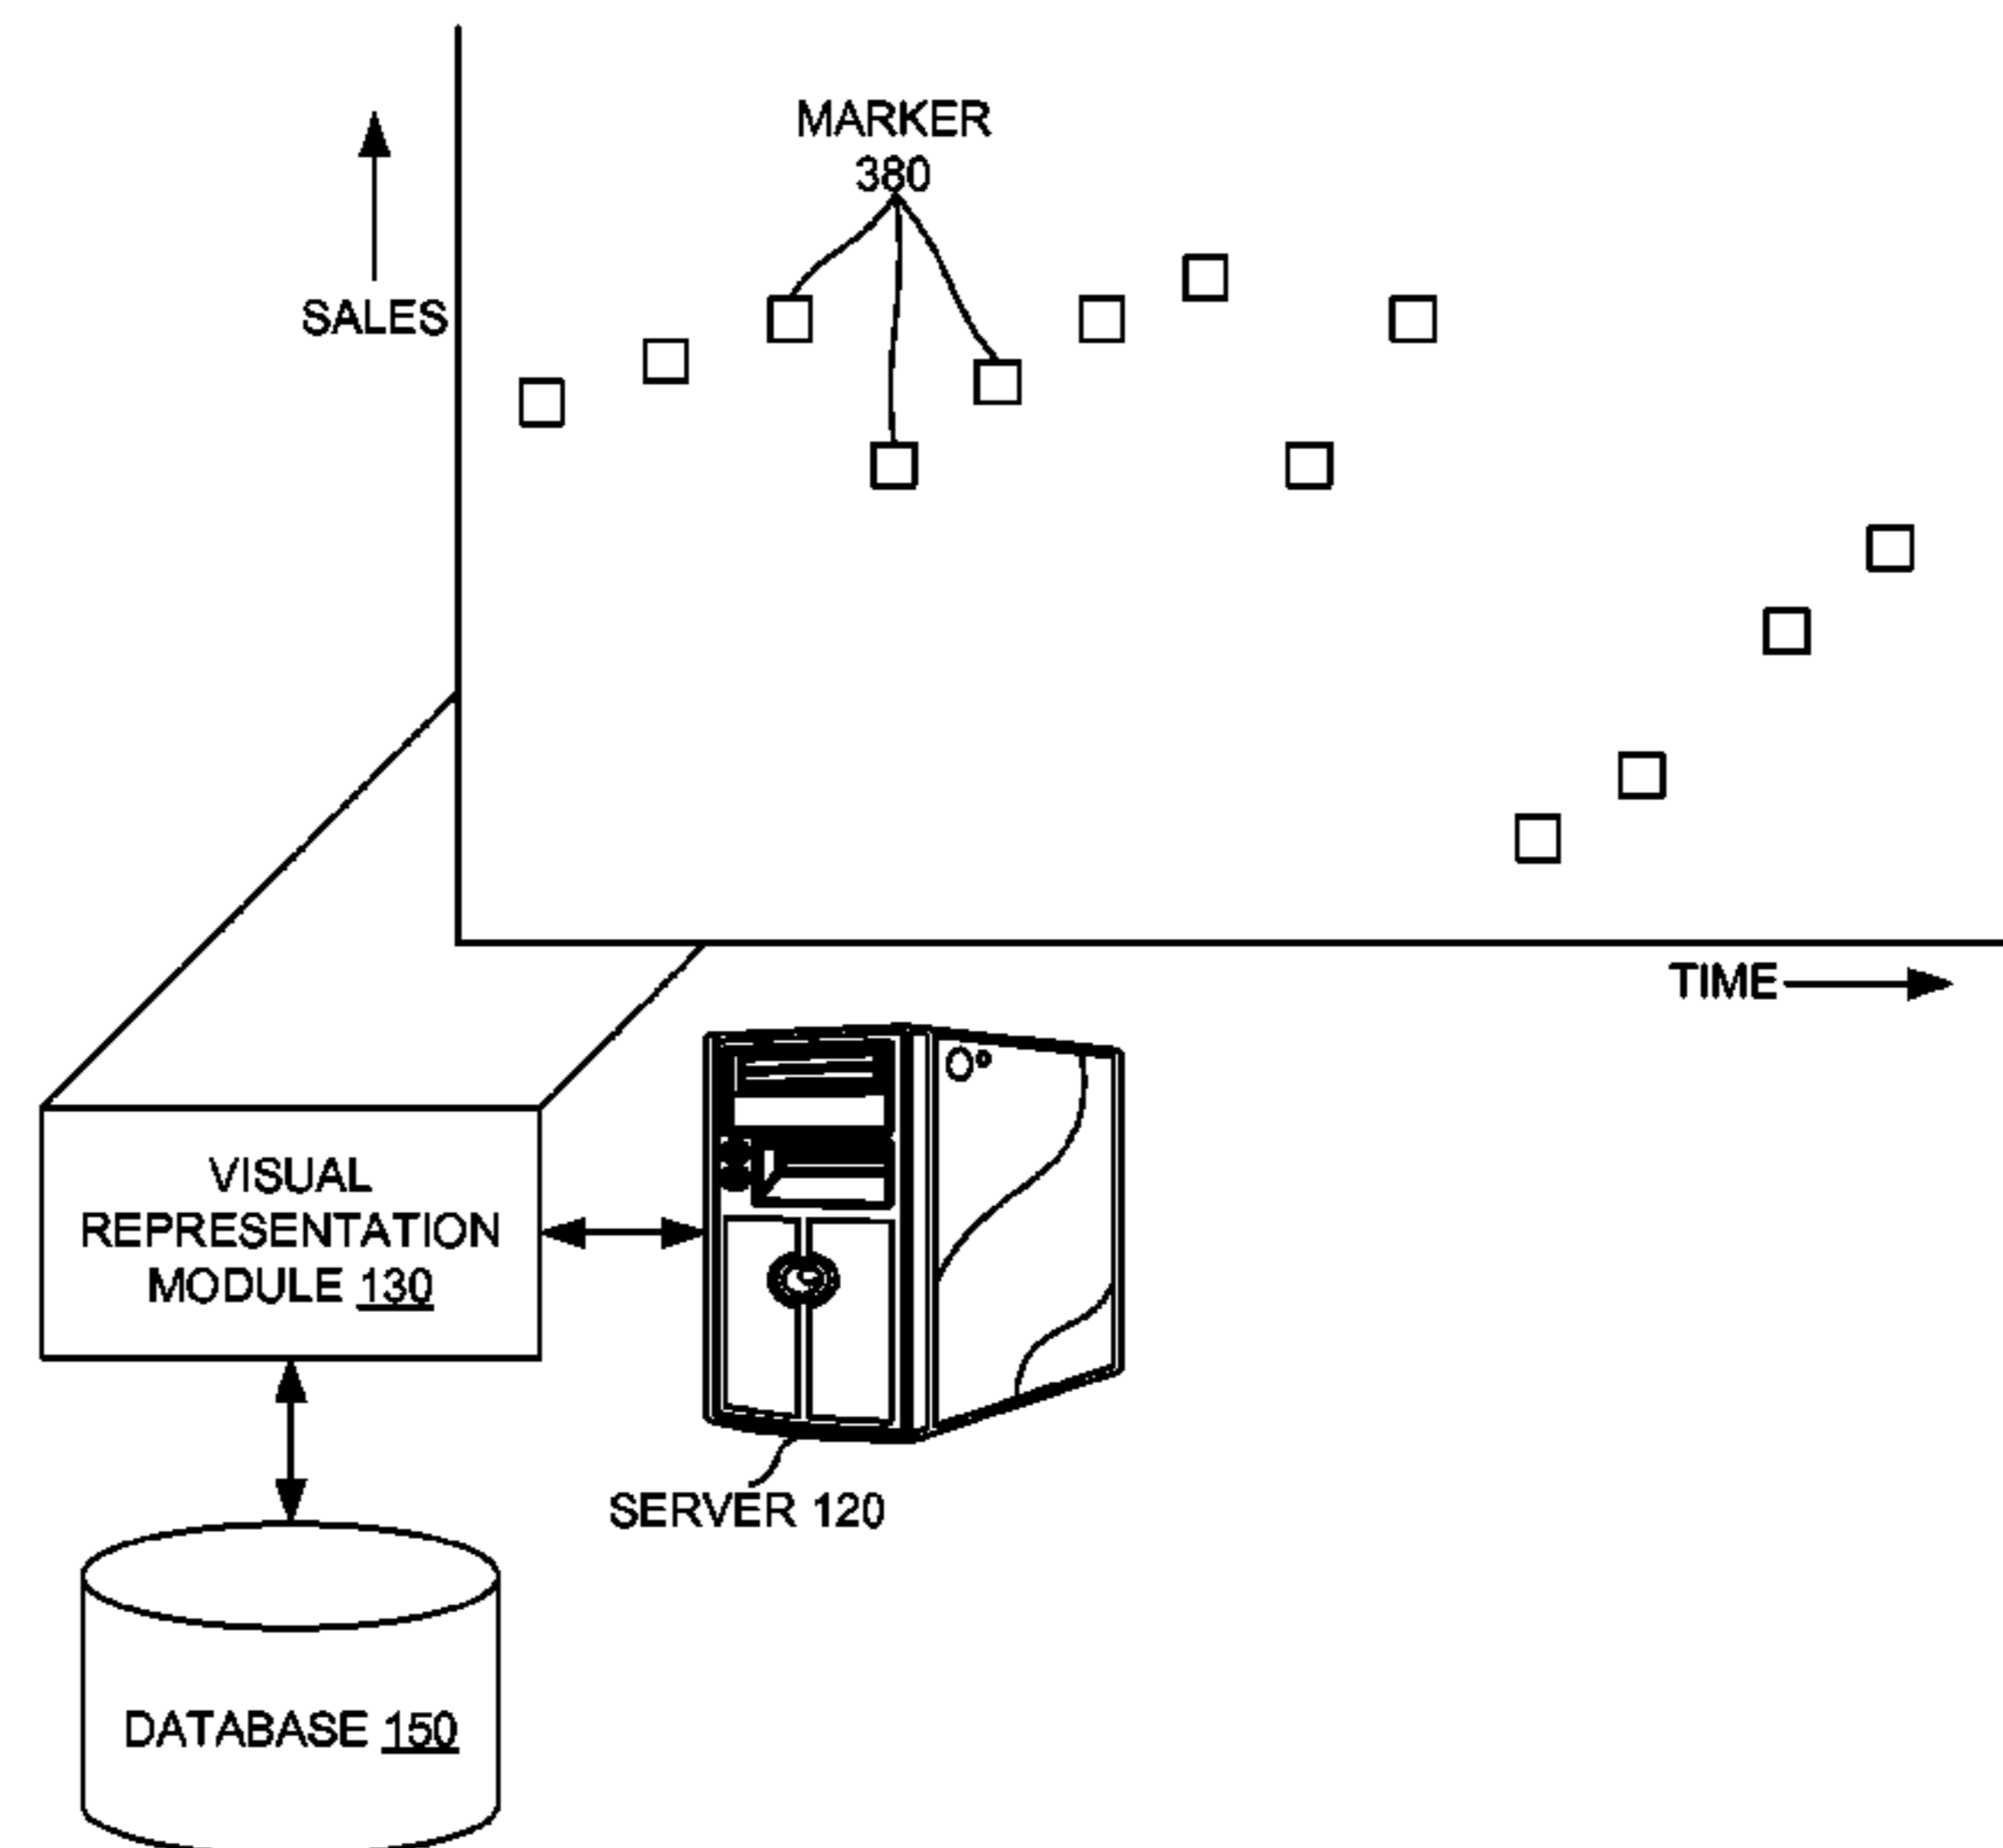 MARKER
380
SALES
TIME
VISUAL
REPRESENTATION
MODULE 130
SERVER 120
DATABASE 150